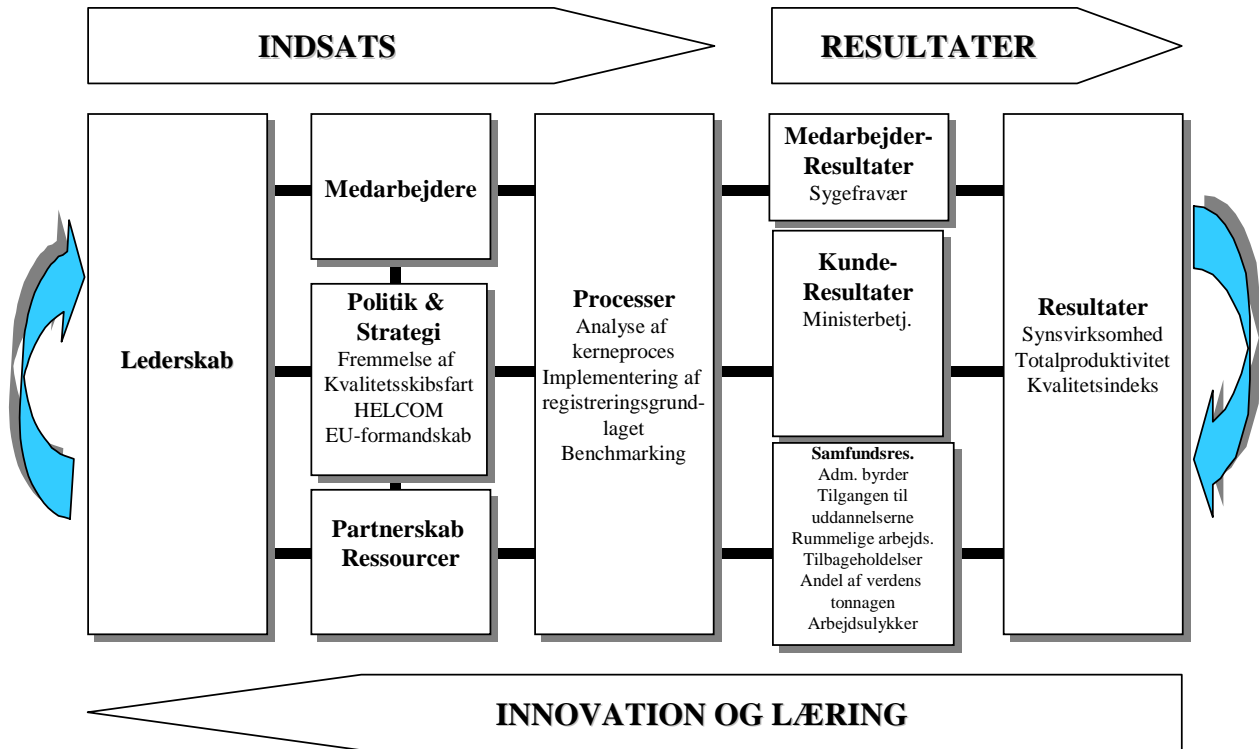 INDSATS
RESULTATER
Lederskab
Medarbejdere
Politik &
Strategi
Fremmelse af
Kvalitetsskibsfart
HELCOM
EU-formandskab
Partnerskab
Ressourcer
Processer
Analyse af
kerneproces
Implementering af
registreringsgrund-
laget
Benchmarking
Medarbejder-
Resultater
Sygefravær
Kunde-
Resultater
Ministerbetj.
Samfundsres.
Adm. byrder
Tilgangen til
uddannelserne
Rummelige arbejds.
Tilbageholdelser
Andel af verdens
tonnagen
Arbejdsulykker
Resultater
Synsvirksomhed
Totalproduktivitet
Kvalitetsindeks
INNOVATION OG LÆRING